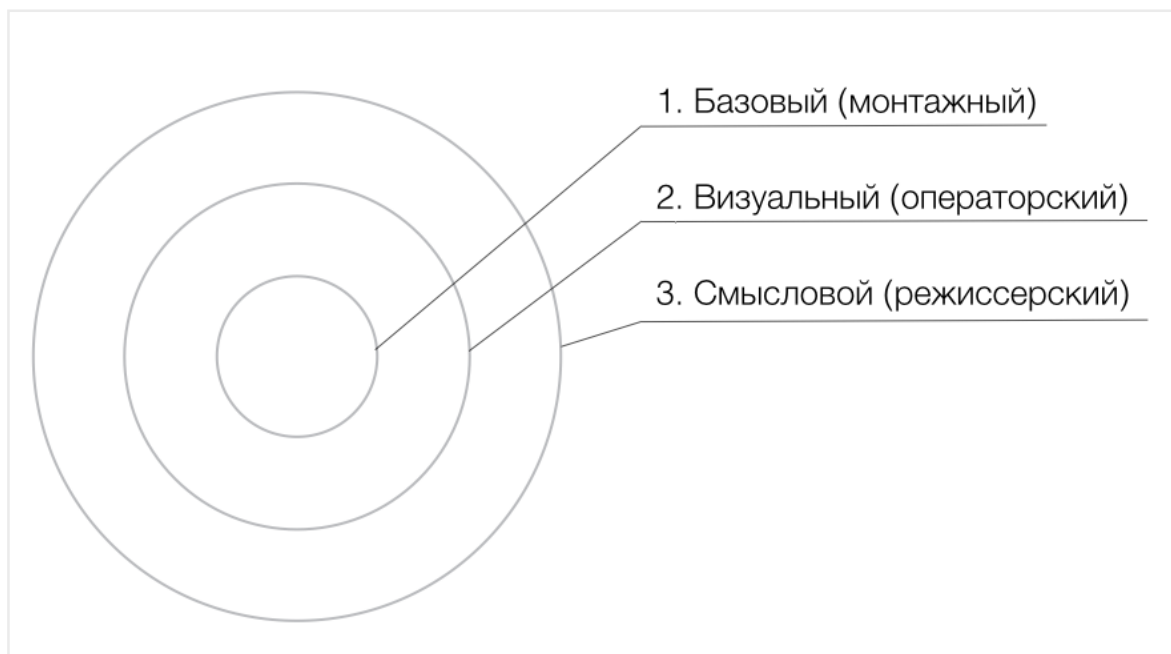 1. Базовый (монтажный)
2. Визуальный (операторский)
3. Смысловой (режиссерский)